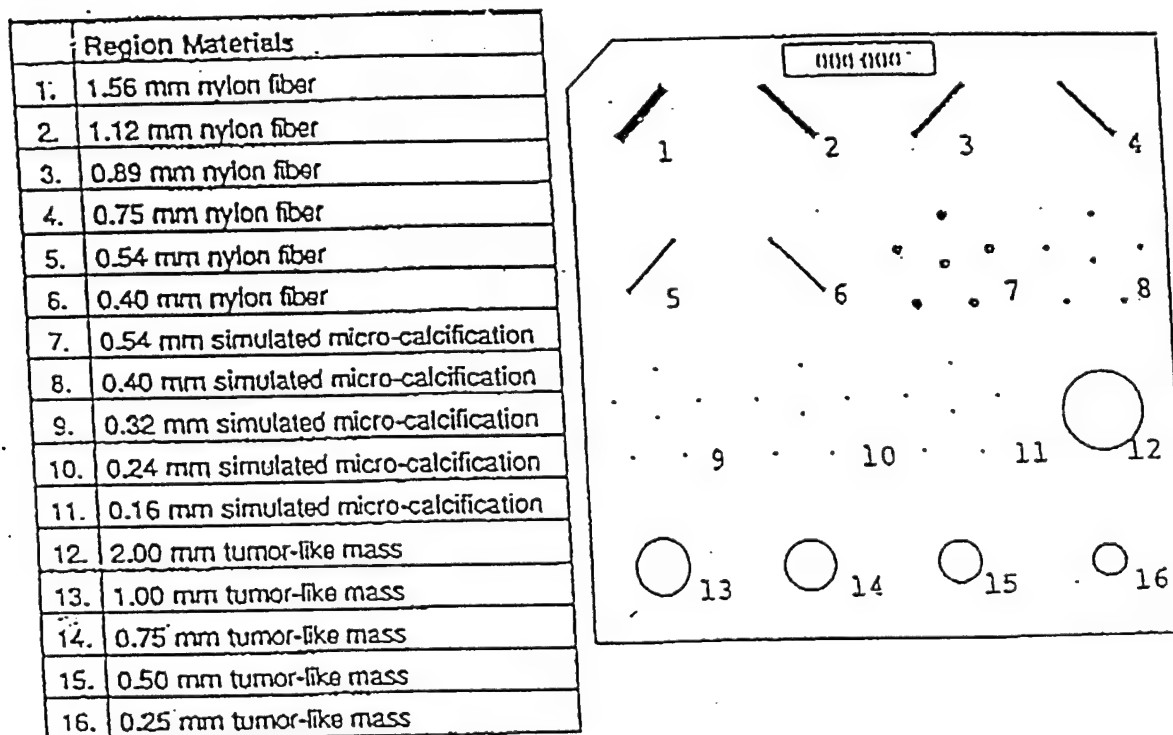 Region Materials
1. 1.56 mm nylon fiber
2. 1.12 mm nylon fiber
3. 0.89 mm nylon fiber
4. 0.75 mm nylon fiber
5. 0.54 mm nylon fiber
6. 0.40 mm nylon fiber
7. 0.54 mm simulated micro-calcification
8. 0.40 mm simulated micro-calcification
9. 0.32 mm simulated micro-calcification
10. 0.24 mm simulated micro-calcification
11. 0.16 mm simulated micro-calcification
12. 2.00 mm tumor-like mass
13. 1.00 mm tumor-like mass
14. 0.75 mm tumor-like mass
15. 0.50 mm tumor-like mass
16. 0.25 mm tumor-like mass
000-000
1 2 3 4
5 6 7 8
9 10 11 12
13 14 15 16